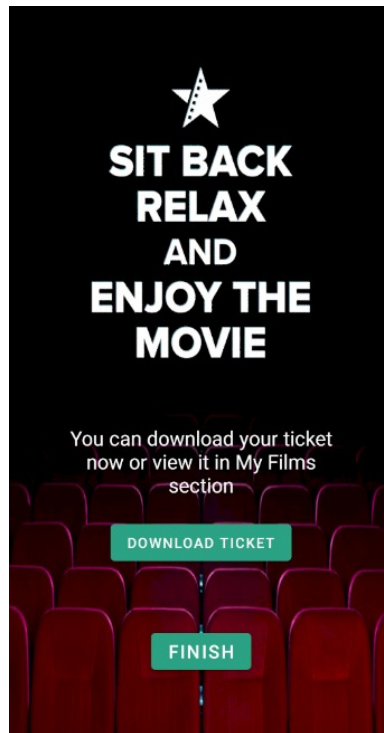 SIT BACK
RELAX
AND
ENJOY THE
MOVIE
You can download your ticket
now or view it in My Films
section
DOWNLOAD TICKET
FINISH